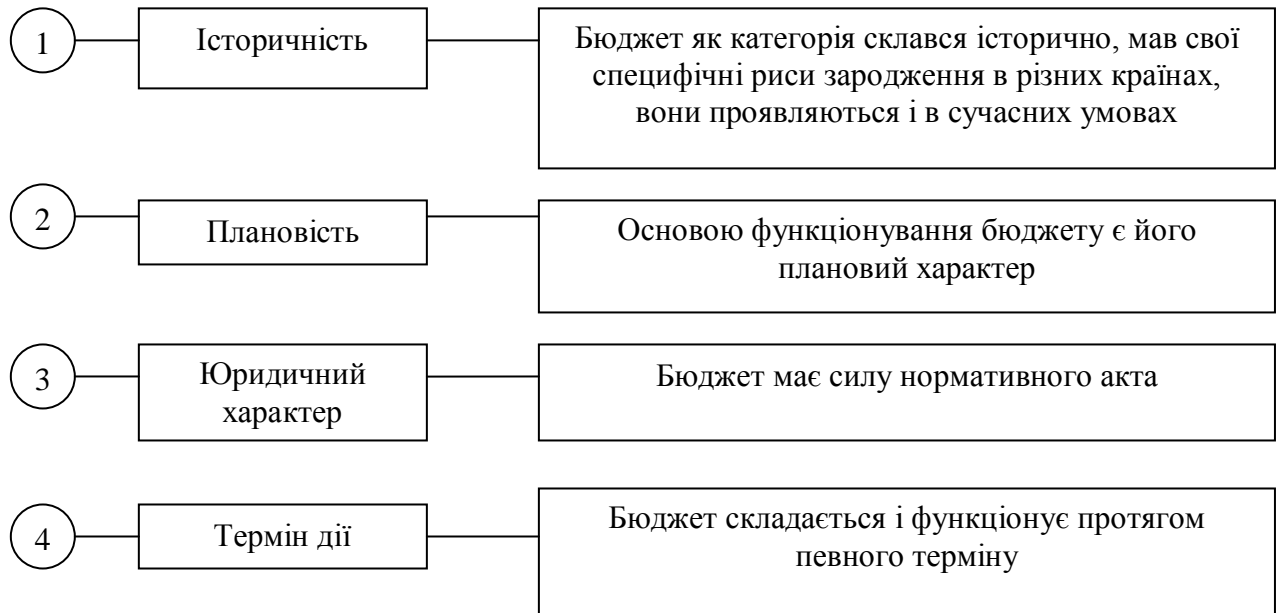 1
Історичність
Бюджет як категорія склався історично, мав свої
специфічні риси зародження в різних країнах,
вони проявляються і в сучасних умовах
2
Плановість
Основою функціонування бюджету є його
плановий характер
3
Юридичний
характер
Бюджет має силу нормативного акта
4
Термін дії
Бюджет складається і функціонує протягом
певного терміну